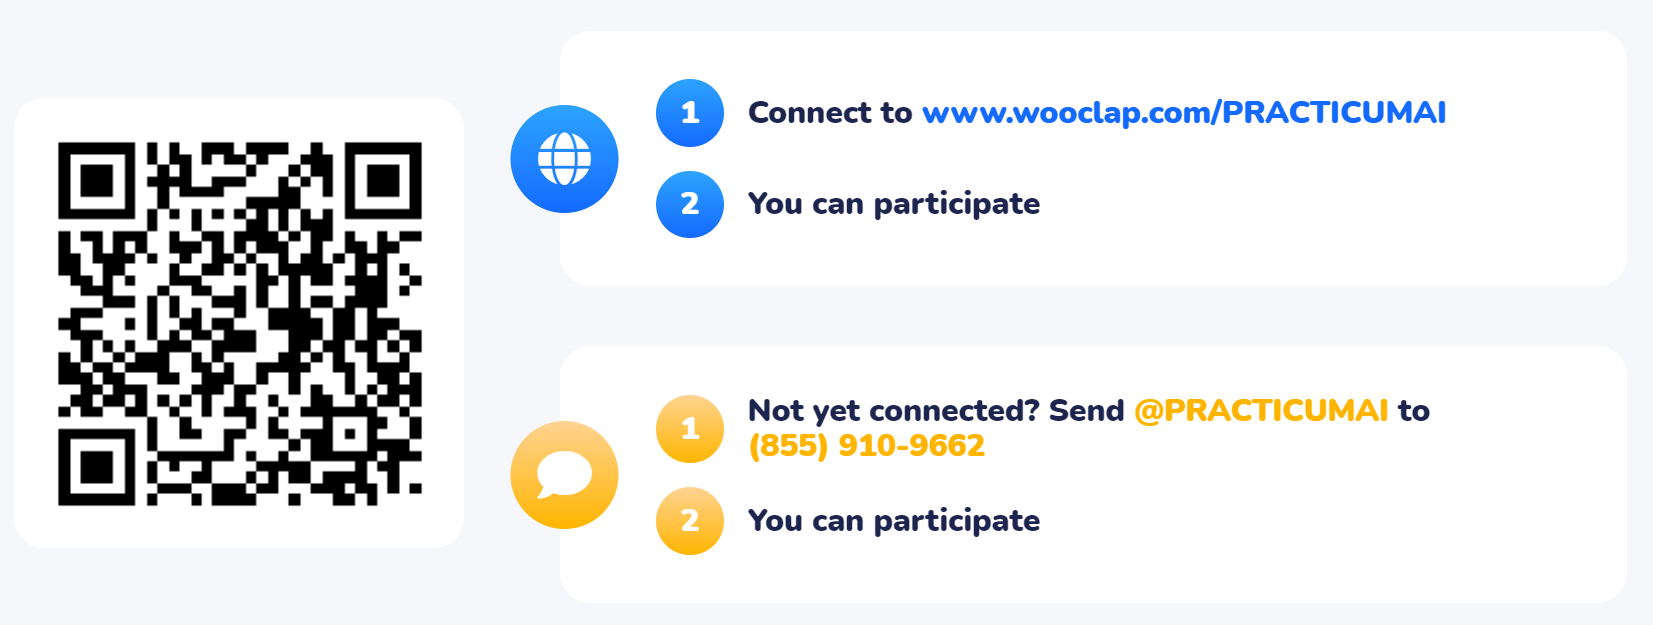 1 Connect to www.wooclap.com/PRACTICUMAI
2 You can participate
1 Not yet connected? Send @PRACTICUMAI to
(855) 910-9662
2 You can participate